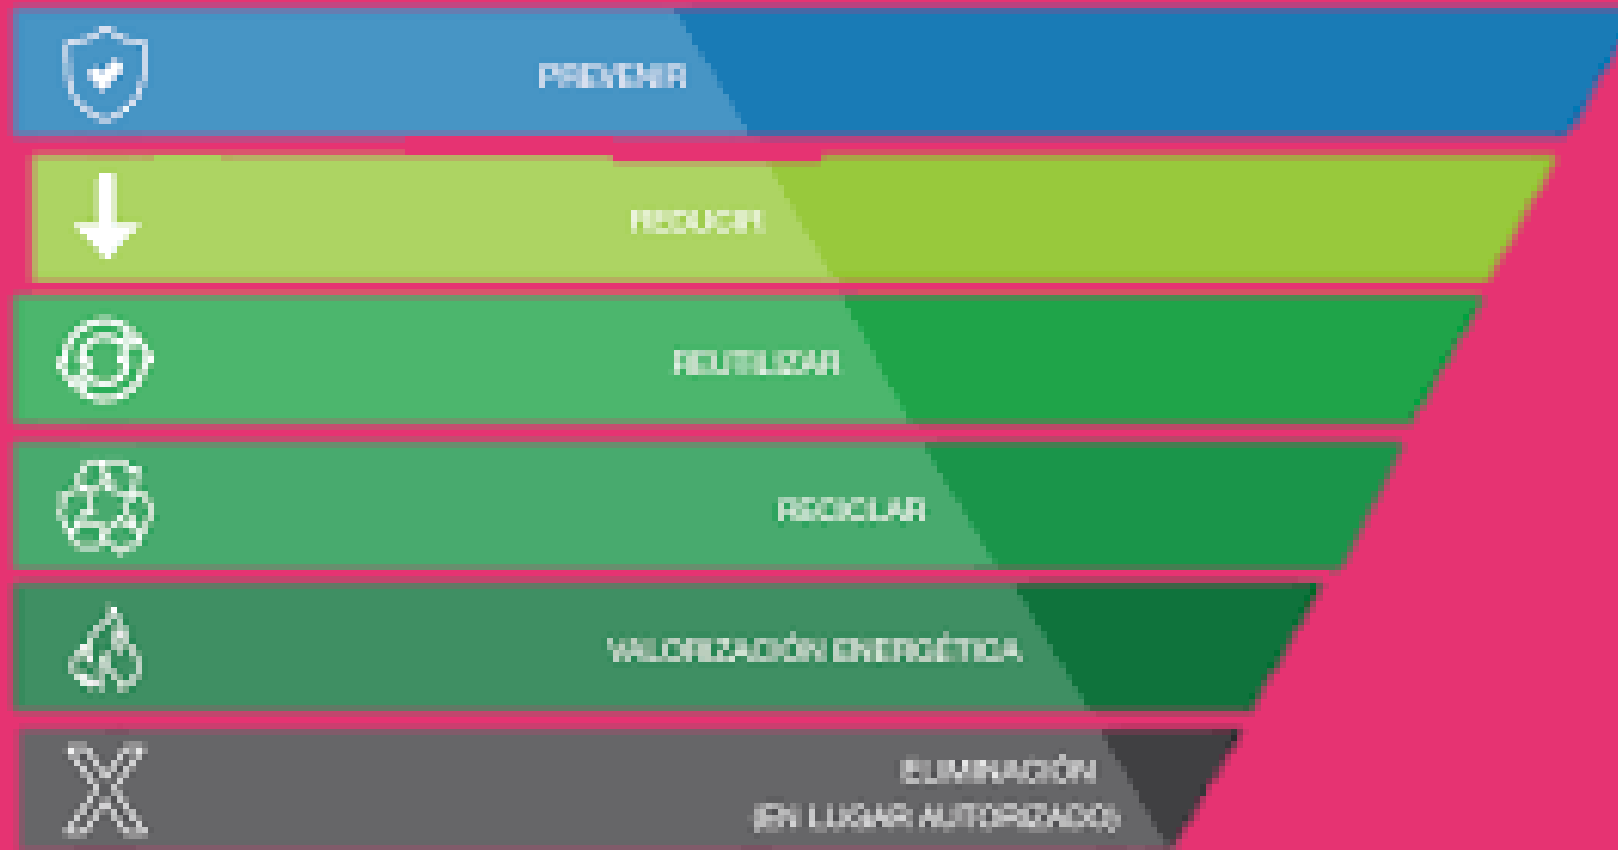 PREVENIR
REDUCIR
REUTILIZAR
RECICLAR
VALORIZACIÓN ENERGÉTICA
ELIMINACIÓN
(EN LUGAR AUTORIZADO)